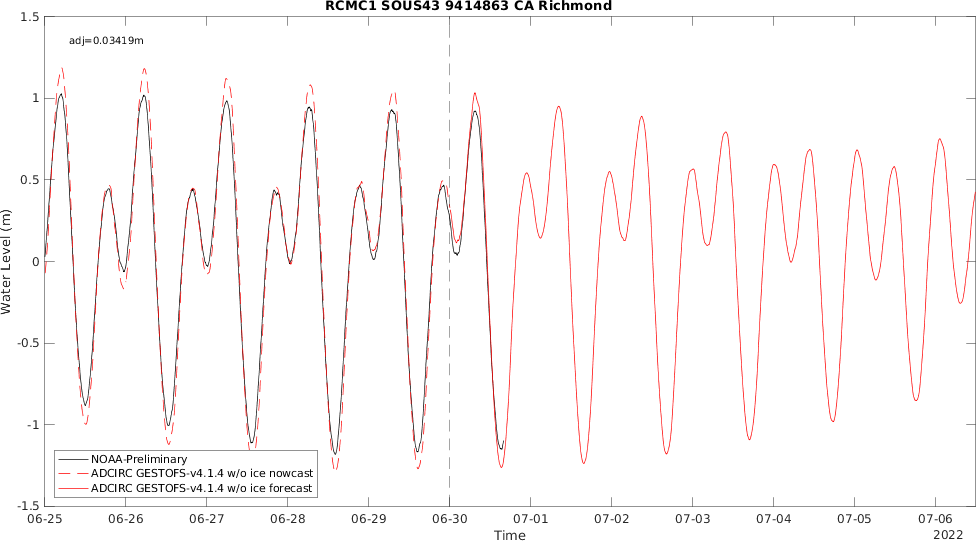 RCMC1 SOUS43 9414863 CA Richmond
adj=0.03419m
1.5
1
0.5
0
-0.5
-1
-1.5
Water Level (m)
NOAA-Preliminary
ADCIRC GESTOFS-v4.1.4 w/o ice nowcast
ADCIRC GESTOFS-v4.1.4 w/o ice forecast
06-25 06-26 06-27 06-28 06-29 06-30 07-01 07-02 07-03 07-04 07-05 07-06
Time
2022